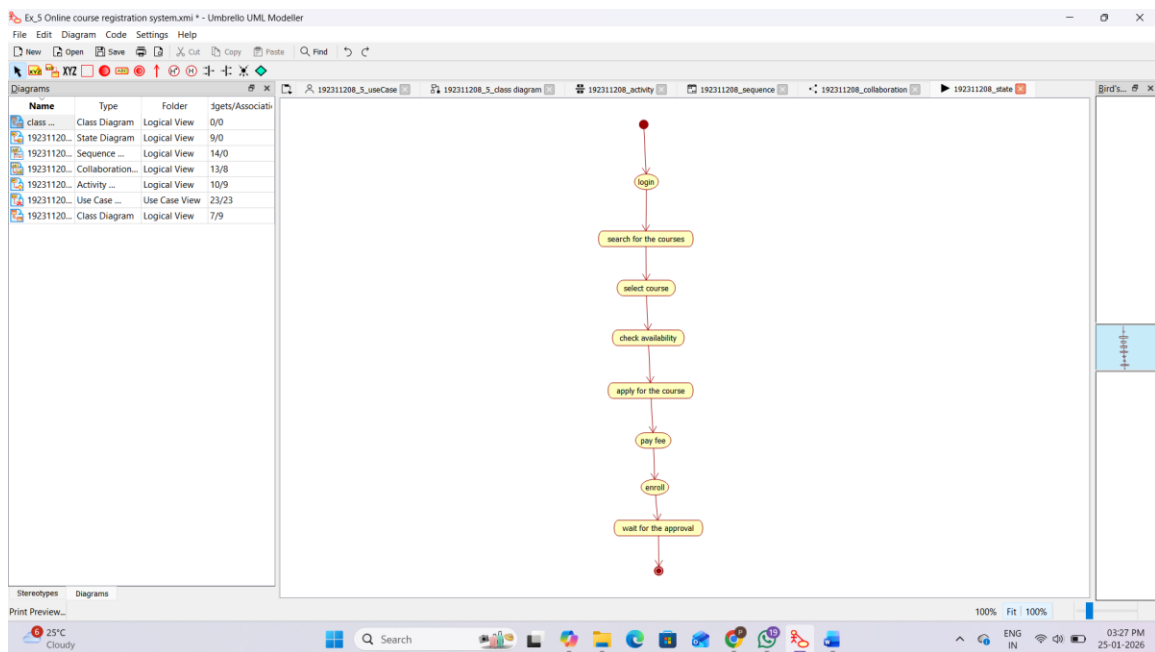 Ex_5 Online course registration system.xmi * - Umbrello UML Modeller
File Edit Diagram Code Settings Help
New Open Save Cut Copy Paste Find
XYZ
Diagrams
192311208_5_useCase 192311208_5_class diagram 192311208_activity 192311208_sequence 192311208_collaboration 192311208_state
Bird's...
Name Type Folder
class ... Class Diagram Logical View 0/0
19231120... State Diagram Logical View 9/0
19231120... Sequence ... Logical View 14/0
19231120... Collaboration... Logical View 13/8
19231120... Activity ... Logical View 10/9
19231120... Use Case ... Use Case View 23/23
19231120... Class Diagram Logical View 7/9
login
search for the courses
select course
check availability
apply for the course
pay fee
enroll
wait for the approval
Stereotypes Diagrams
Print Preview...
100% Fit 100%
6
25°C
Cloudy
Search
19
ENG
IN
03:27 PM
25-01-2026